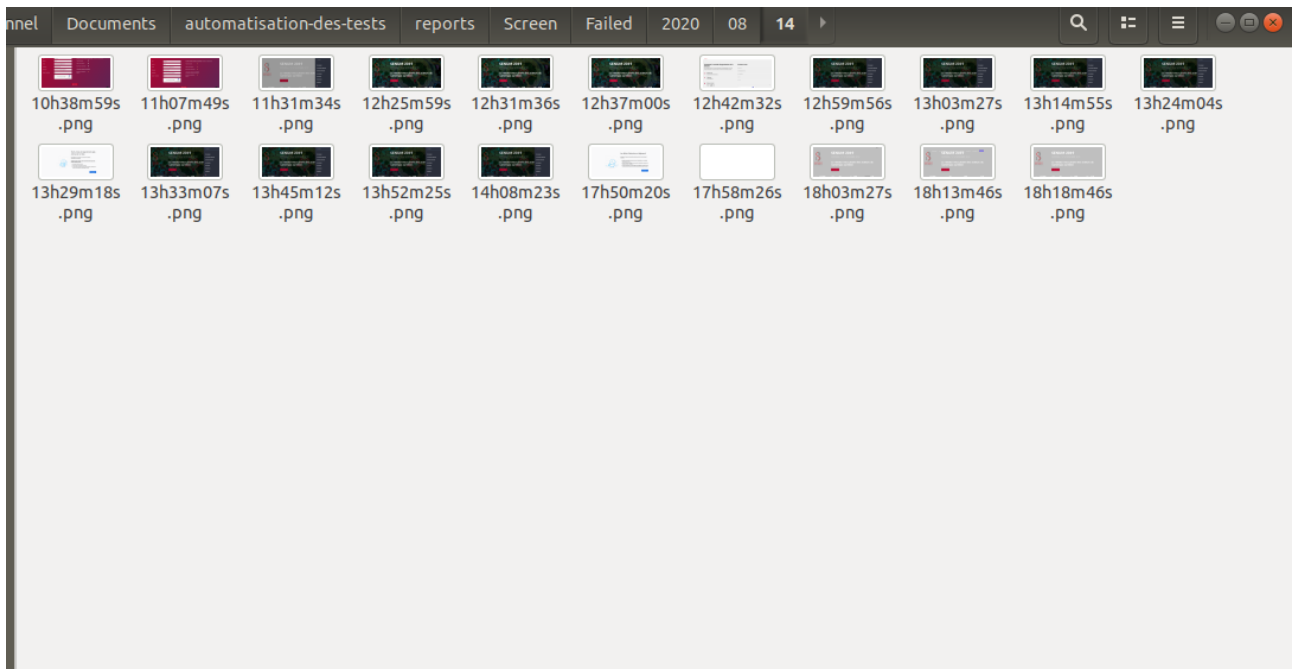 nnel Documents automatisation-des-tests reports Screen Failed 2020 08 14
10h38m59s 11h07m49s 11h31m34s 12h25m59s 12h31m36s 12h37m00s 12h42m32s 12h59m56s 13h03m27s 13h14m55s 13h24m04s
.png .png .png .png .png .png .png .png .png .png .png
13h29m18s 13h33m07s 13h45m12s 13h52m25s 14h08m23s 17h50m20s 17h58m26s 18h03m27s 18h13m46s 18h18m46s
.png .png .png .png .png .png .png .png .png .png